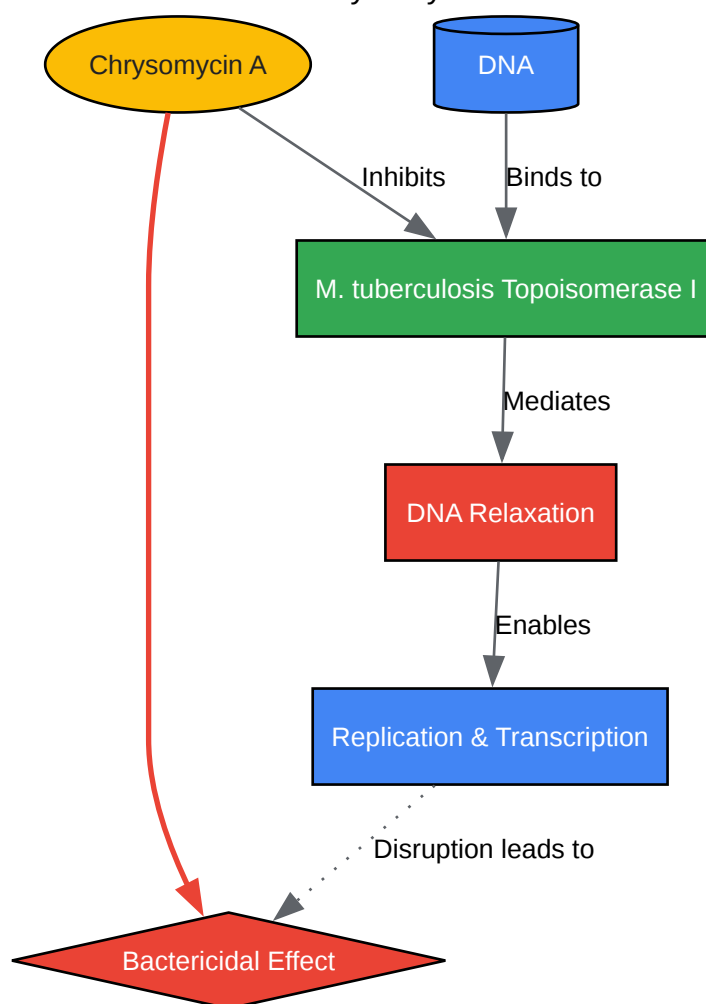 Chrysomycin A
DNA
Inhibits
Binds to
M. tuberculosis Topoisomerase I
Mediates
DNA Relaxation
Enables
Replication & Transcription
Disruption leads to
Bactericidal Effect